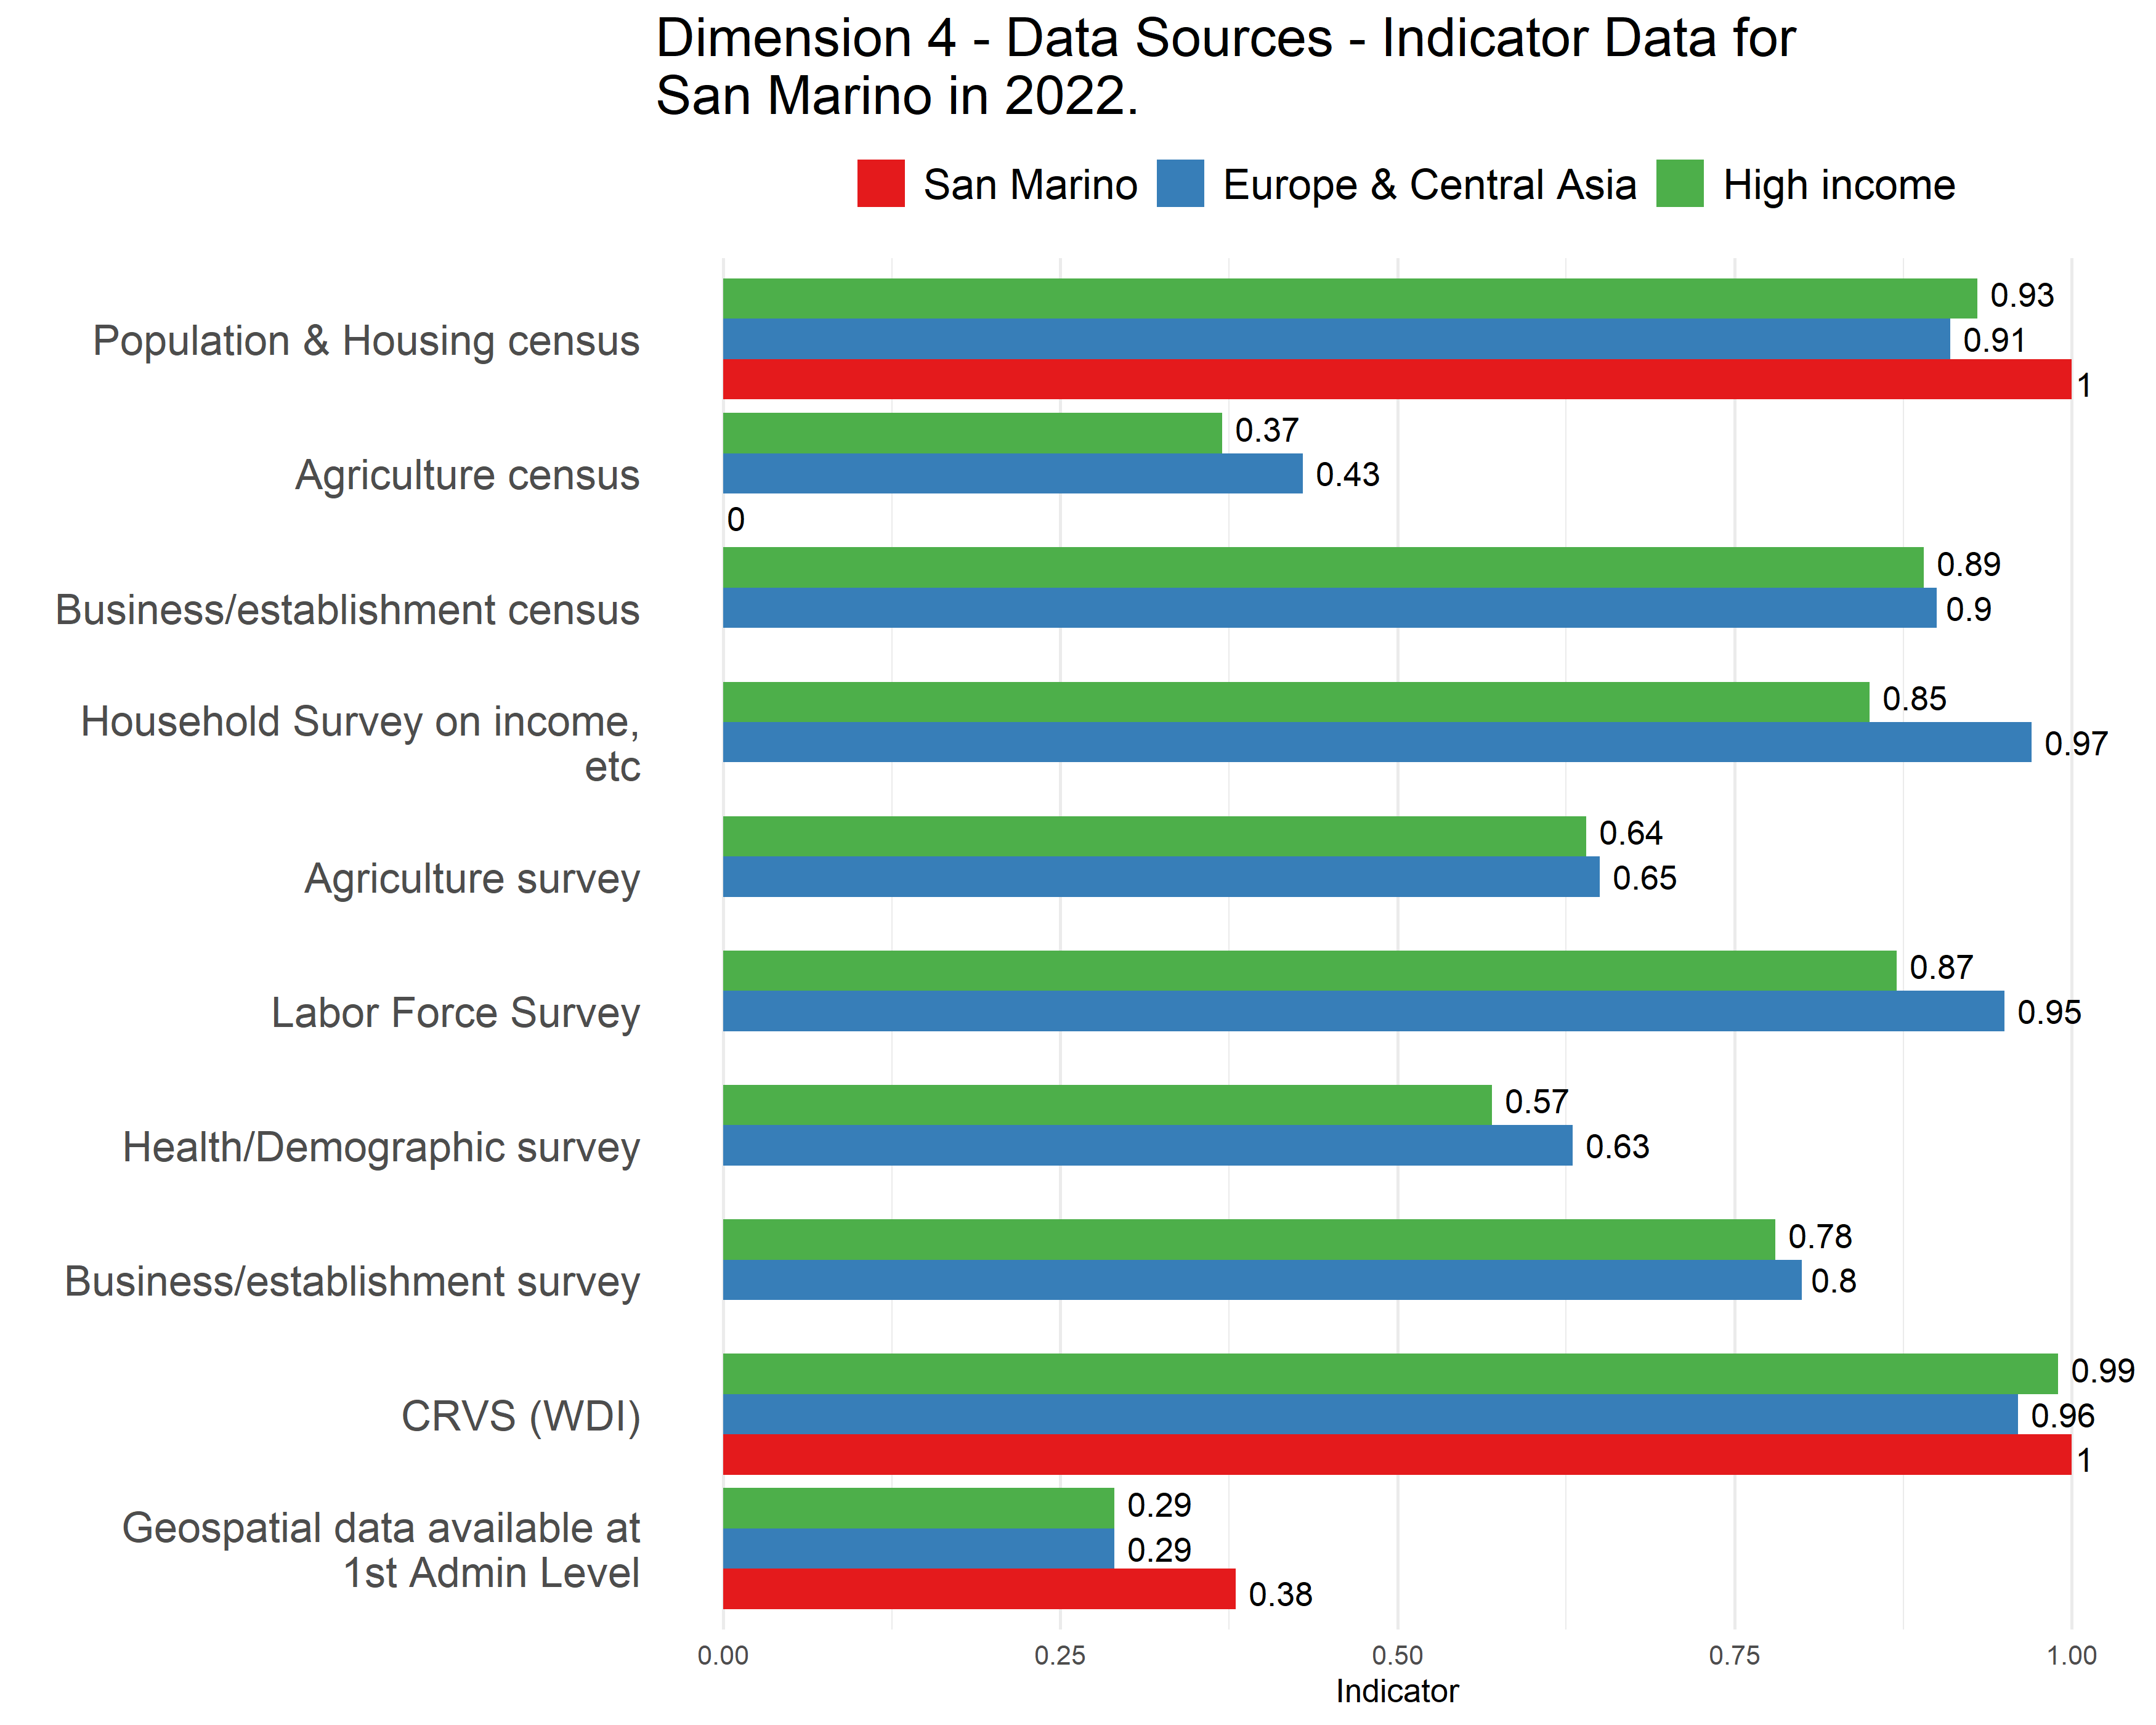 Dimension 4 - Data Sources - Indicator Data for
San Marino in 2022.
San Marino
Europe & Central Asia
High income
Population & Housing census
0.93
0.91
1
Agriculture census
0.37
0.43
0
Business/establishment census
0.89
0.9
Household Survey on income,
etc
0.85
0.97
Agriculture survey
0.64
0.65
Labor Force Survey
0.87
0.95
Health/Demographic survey
0.57
0.63
Business/establishment survey
0.78
0.8
CRVS (WDI)
0.99
0.96
1
Geospatial data available at
1st Admin Level
0.29
0.29
0.38
0.00
0.25
0.50
0.75
1.00
Indicator